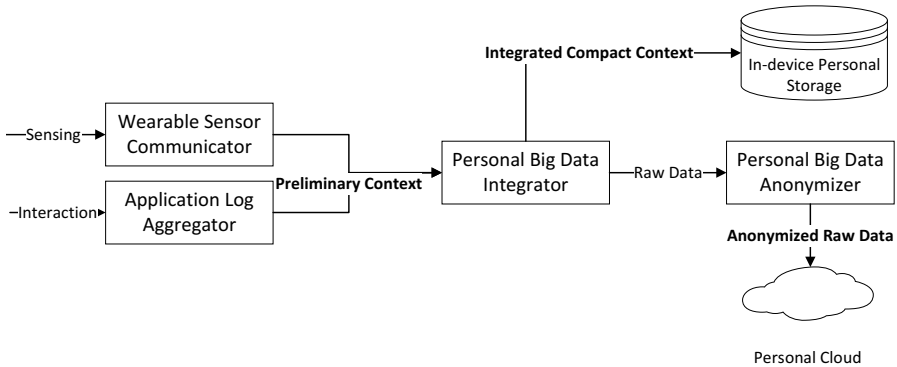 Integrated Compact Context
In-device Personal
Storage
Sensing
Wearable Sensor
Communicator
Preliminary Context
Interaction
Application Log
Aggregator
Personal Big Data
Integrator
Raw Data
Personal Big Data
Anonymizer
Anonymized Raw Data
Personal Cloud